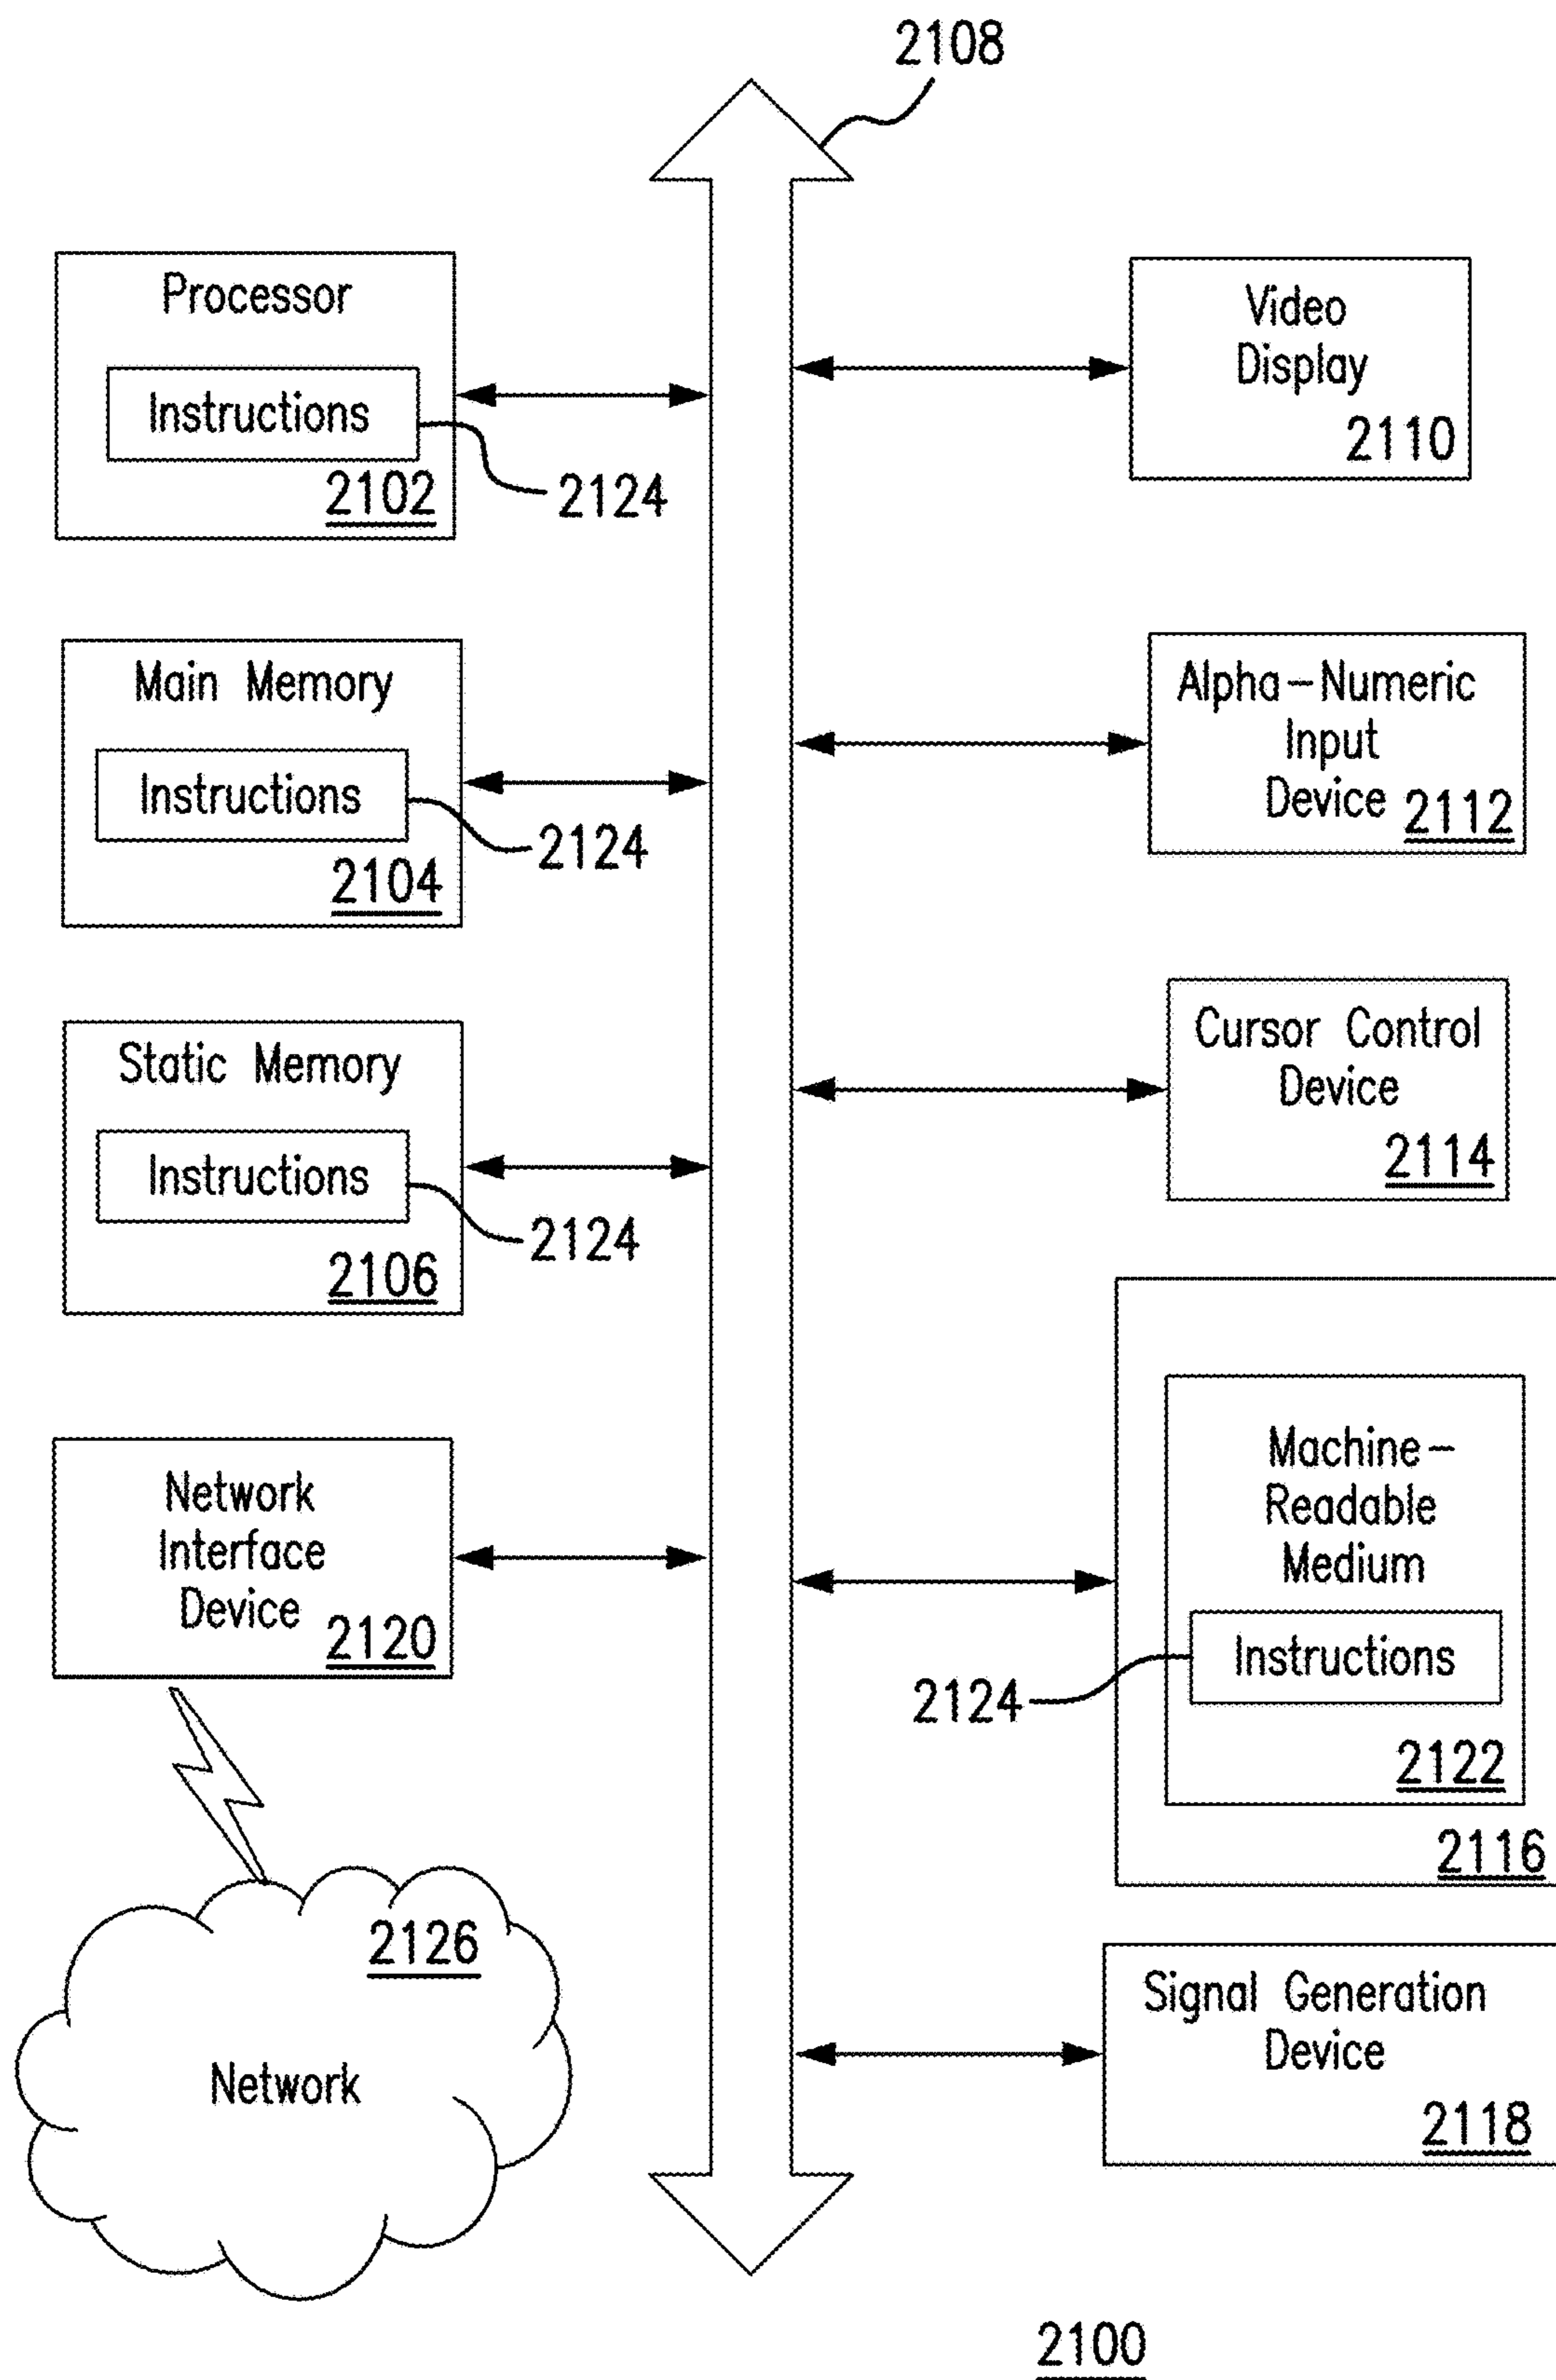 2108
Processor
Instructions
2102
2124
Video
Display
2110
Main Memory
Instructions
2104
2124
Alpha-Numeric
Input
Device 2112
Static Memory
Instructions
2106
2124
Cursor Control
Device
2114
Network
Interface
Device
2120
Machine-
Readable
Medium
Instructions
2124
2122
2116
2126
Network
Signal Generation
Device
2118
2100